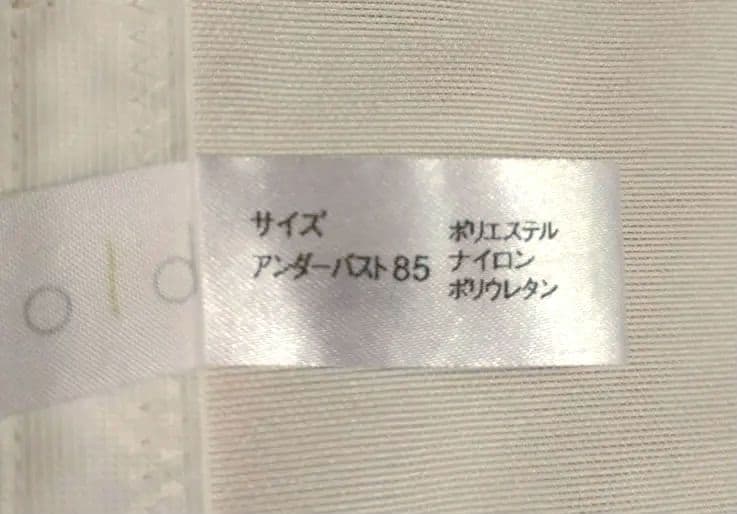 サイズ
アンダーバスト85
ポリエステル
ナイロン
ポリウレタン